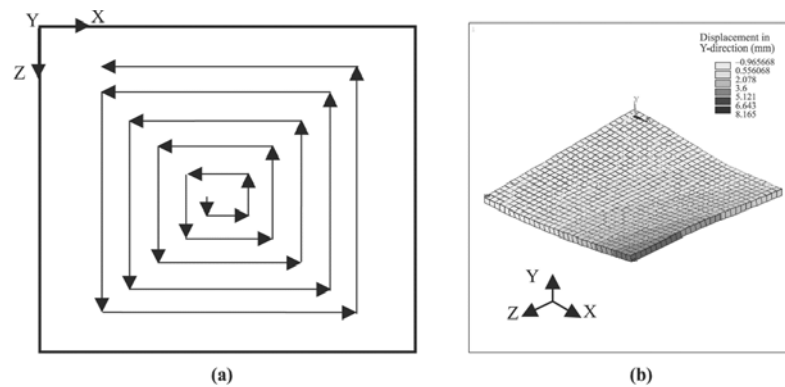 Y
X
Z
(a)
Displacement in
Y-direction (mm)
−0.965668
0.556068
2.078
3.6
5.121
6.643
8.165
Y
Y
Z
X
(b)